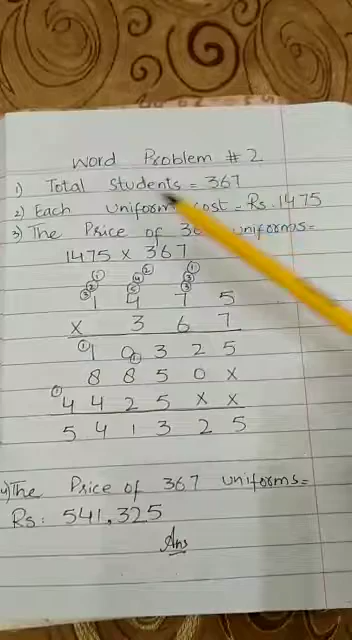 Word Problem # 2
1) Total students = 367
2) Each uniform cost = Rs. 1475
3) The Price of 36 uniforms =
1475 x 367
1 4 7 5
x 3 6 7
1 0 3 2 5
8 8 5 0 x
4 4 2 5 x x
5 4 1 3 2 5
4) The Price of 367 uniforms =
Rs: 541,325
Ans